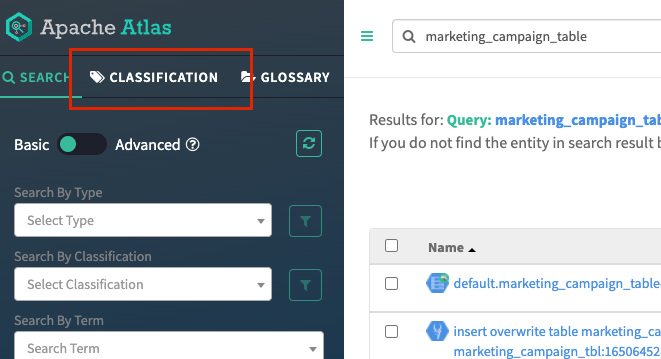 Apache Atlas
SEARCH
CLASSIFICATION
GLOSSARY
Basic
Advanced
Search By Type
Select Type
Search By Classification
Select Classification
Search By Term
Search Term
marketing_campaign_table
Results for: Query: marketing_campaign_tab
If you do not find the entity in search result b
Name
default.marketing_campaign_table
insert overwrite table marketing_ca
marketing_campaign_tbl:16506452